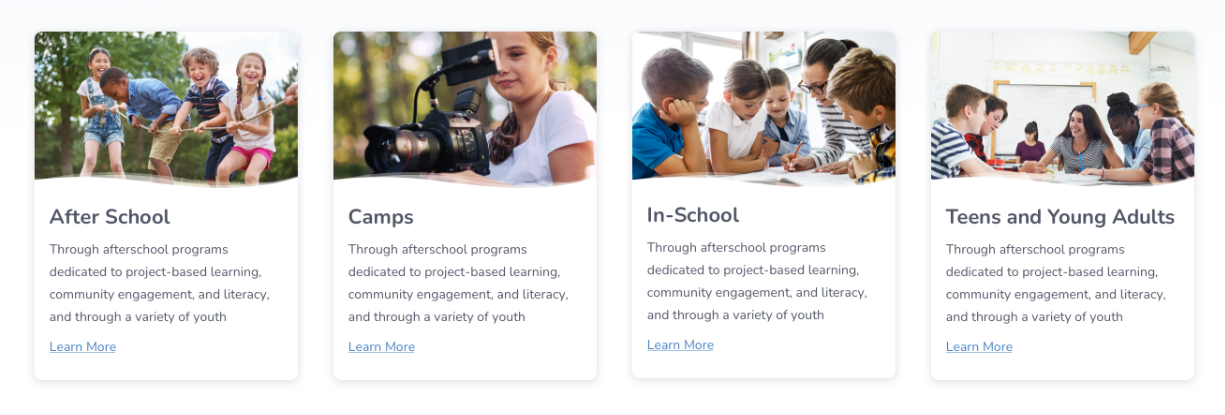 After School
Through afterschool programs
dedicated to project-based learning,
community engagement, and literacy,
and through a variety of youth
Learn More
Camps
Through afterschool programs
dedicated to project-based learning,
community engagement, and literacy,
and through a variety of youth
Learn More
In-School
Through afterschool programs
dedicated to project-based learning,
community engagement, and literacy,
and through a variety of youth
Learn More
Teens and Young Adults
Through afterschool programs
dedicated to project-based learning,
community engagement, and literacy,
and through a variety of youth
Learn More